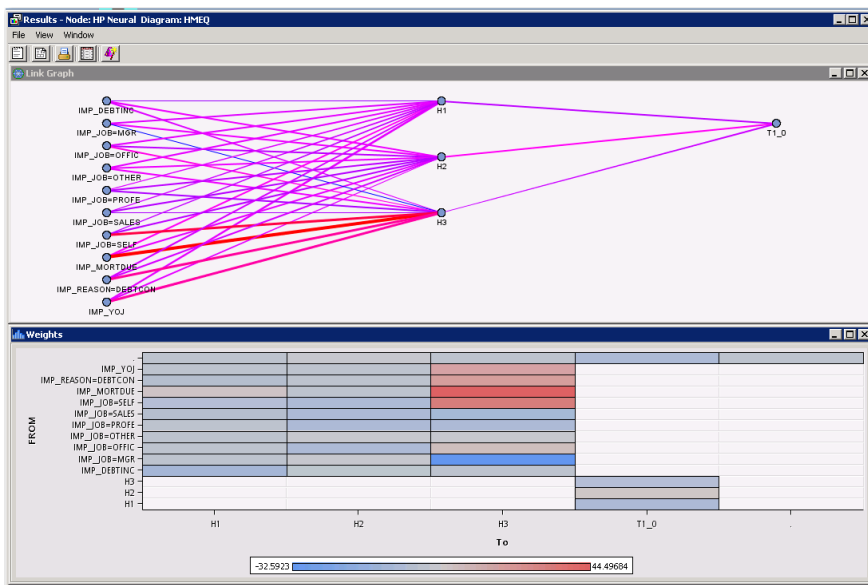 Results - Node: HP Neural Diagram: HMEQ
File View Window
Link Graph
IMP_DEBTINC
IMP_JOB=MGR
IMP_JOB=OFFIC
IMP_JOB=OTHER
IMP_JOB=PROFE
IMP_JOB=SALES
IMP_JOB=SELF
IMP_MORTDUE
IMP_REASON=DEBTCON
IMP_YOJ
H1
H2
H3
T1_0
Weights
FROM
.
IMP_YOJ
IMP_REASON=DEBTCON
IMP_MORTDUE
IMP_JOB=SELF
IMP_JOB=SALES
IMP_JOB=PROFE
IMP_JOB=OTHER
IMP_JOB=OFFIC
IMP_JOB=MGR
IMP_DEBTINC
H3
H2
H1
H1 H2 H3 T1_0 .
To
-32.5923 44.49684